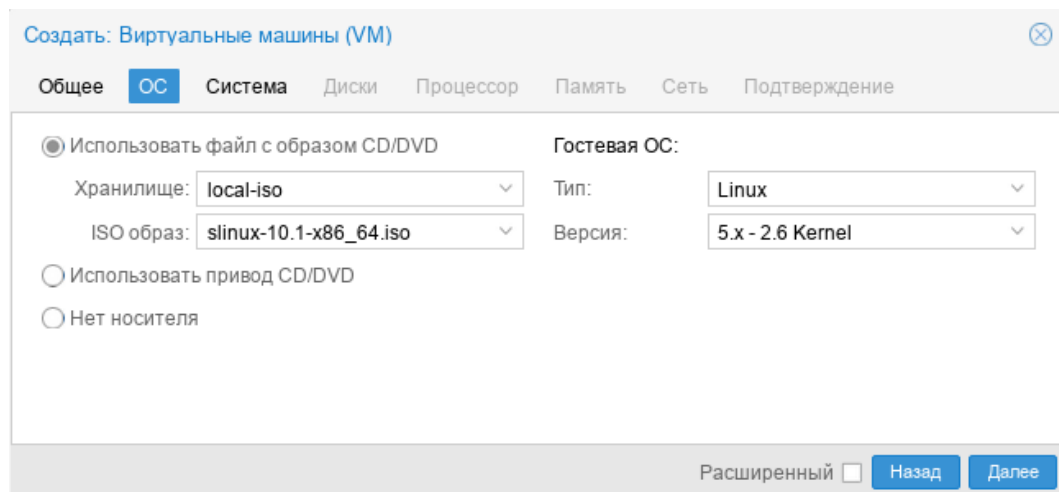 Создать: Виртуальные машины (VM)
Общее ОС Система Диски Процессор Память Сеть Подтверждение
Использовать файл с образом CD/DVD Гостевая ОС:
Хранилище: local-iso Тип: Linux
ISO образ: slinux-10.1-x86_64.iso Версия: 5.x - 2.6 Kernel
Использовать привод CD/DVD
Нет носителя
Расширенный Назад Далее